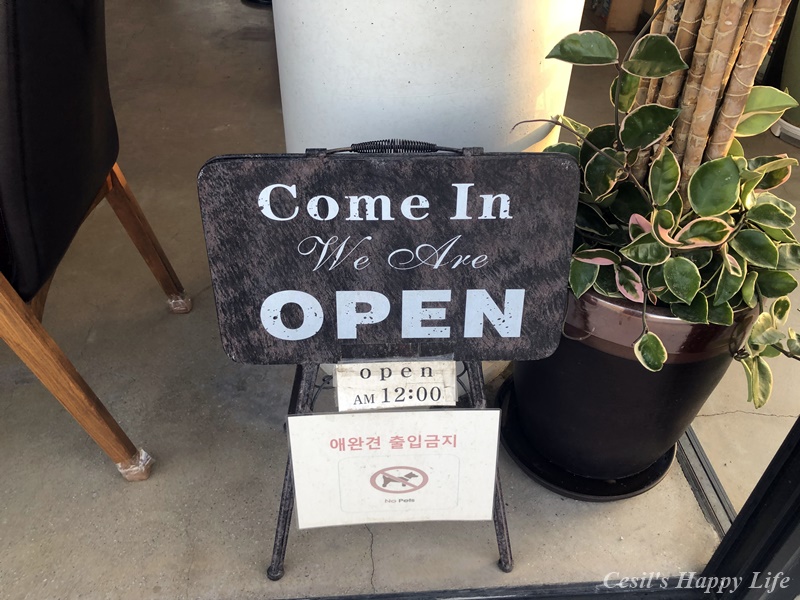 Come In
We Are
OPEN
open
AM 12:00
애완견 출입금지
No Pets
Cesil's Happy Life